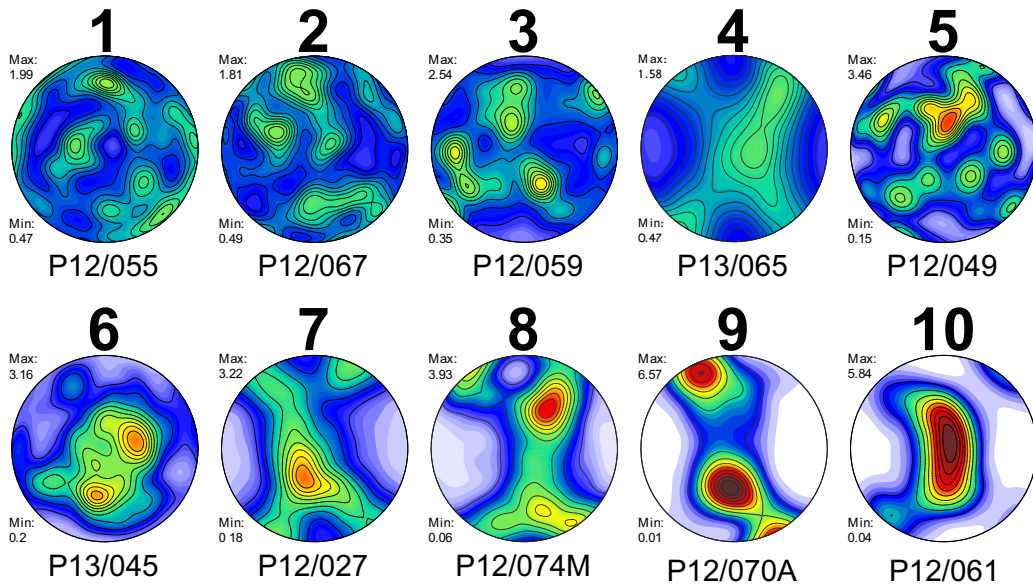 1 2 3 4 5
Max: 1.99 Max: 1.81 Max: 2.54 Max: 1.58 Max: 3.46
Min: 0.47 Min: 0.49 Min: 0.35 Min: 0.47 Min: 0.15
P12/055 P12/067 P12/059 P13/065 P12/049
6 7 8 9 10
Max: 3.16 Max: 3.22 Max: 3.93 Max: 6.57 Max: 5.84
Min: 0.2 Min: 0 18 Min: 0.06 Min: 0.01 Min: 0.04
P13/045 P12/027 P12/074M P12/070A P12/061